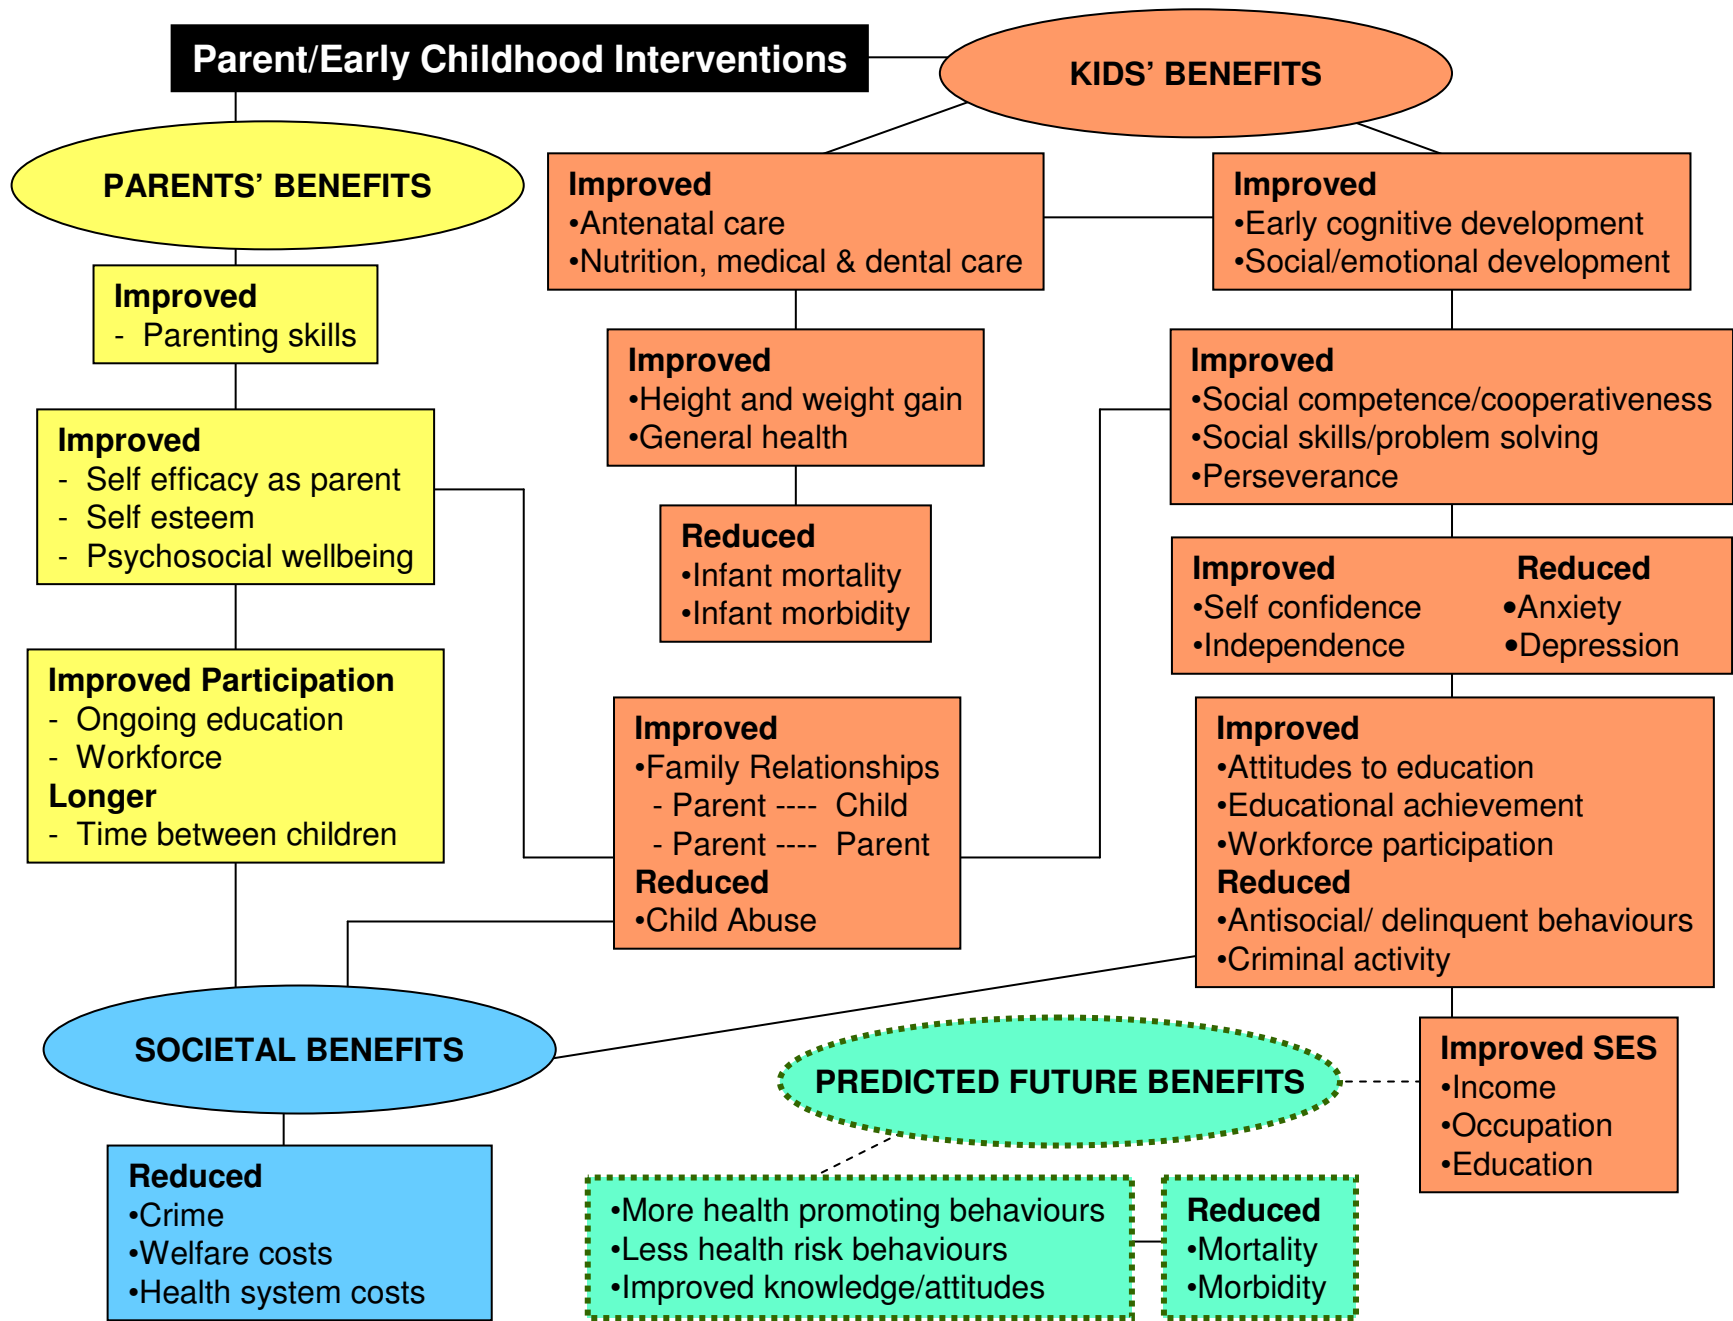 Parent/Early Childhood Interventions
KIDS’ BENEFITS
PARENTS’ BENEFITS
Improved
- Parenting skills
Improved
- Self efficacy as parent
- Self esteem
- Psychosocial wellbeing
Improved Participation
- Ongoing education
- Workforce
Longer
- Time between children
Improved
•Antenatal care
•Nutrition, medical & dental care
Improved
•Height and weight gain
•General health
Reduced
•Infant mortality
•Infant morbidity
Improved
•Family Relationships
- Parent ---- Child
- Parent ---- Parent
Reduced
•Child Abuse
Improved
•Early cognitive development
•Social/emotional development
Improved
•Social competence/cooperativeness
•Social skills/problem solving
•Perseverance
Improved
•Self confidence
•Independence
Reduced
•Anxiety
•Depression
Improved
•Attitudes to education
•Educational achievement
•Workforce participation
Reduced
•Antisocial/ delinquent behaviours
•Criminal activity
Improved SES
•Income
•Occupation
•Education
SOCIETAL BENEFITS
Reduced
•Crime
•Welfare costs
•Health system costs
PREDICTED FUTURE BENEFITS
•More health promoting behaviours
•Less health risk behaviours
•Improved knowledge/attitudes
Reduced
•Mortality
•Morbidity